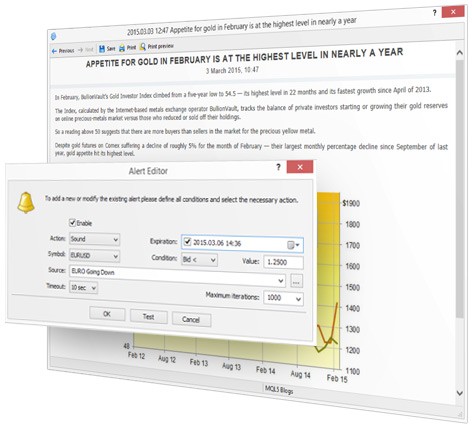 2015.03.03 12:47 Appetite for gold in February is at the highest level in nearly a year
Previous Next Save Print Print preview
APPETITE FOR GOLD IN FEBRUARY IS AT THE HIGHEST LEVEL IN NEARLY A YEAR
3 March 2015, 10:47
In February, BullionVault's Gold Investor Index climbed from a five-year low to 54.5 — its highest level in 22 months and its fastest growth since April of 2013.
The Index, calculated by the Internet-based metals exchange operator BullionVault, tracks the balance of private investors starting or growing their gold reserves
on online precious-metal market versus those who reduced or sold off their holdings.
So a reading above 50 suggests that there are more buyers than sellers in the market for the precious yellow metal.
Despite gold futures on Comex suffering a decline of roughly 5% for the month of February — their largest monthly percentage decline since September of last
year, gold appetite hit its highest level.
Alert Editor
To add a new or modify the existing alert please define all conditions and select the necessary action.
Enable
Action: Sound Expiration: 2015.03.06 14:36
Symbol: EURUSD Condition: Bid < Value: 1.2500
Source: EURO Going Down ...
Timeout: 10 sec Maximum iterations: 1000
OK Test Cancel
$1900
1800
1700
1600
1500
1400
1300
1200
1100
48
Feb 12 Aug 12 Feb 13 Aug 13 Feb 14 Aug 14 Feb 15
MQL5 Blogs